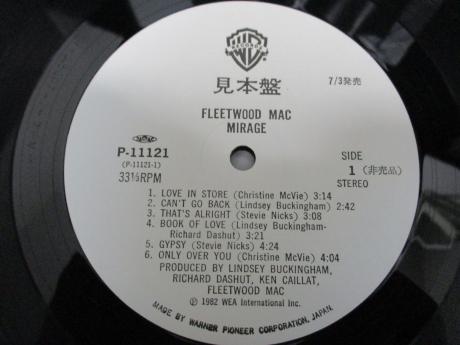 WB
RECORDS
見本盤
7/3発売
FLEETWOOD MAC
MIRAGE
P-11121
(P-11121-1)
33⅓RPM
SIDE
1 (非売品)
STEREO
1. LOVE IN STORE (Christine McVie) 3:14
2. CAN'T GO BACK (Lindsey Buckingham) 2:42
3. THAT'S ALRIGHT (Stevie Nicks) 3:08
4. BOOK OF LOVE (Lindsey Buckingham-
Richard Dashut) 3:21
5. GYPSY (Stevie Nicks) 4:24
6. ONLY OVER YOU (Christine McVie) 4:04
PRODUCED BY LINDSEY BUCKINGHAM,
RICHARD DASHUT, KEN CAILLAT,
FLEETWOOD MAC
℗ 1982 WEA International Inc.
MADE BY WARNER PIONEER CORPORATION, JAPAN.